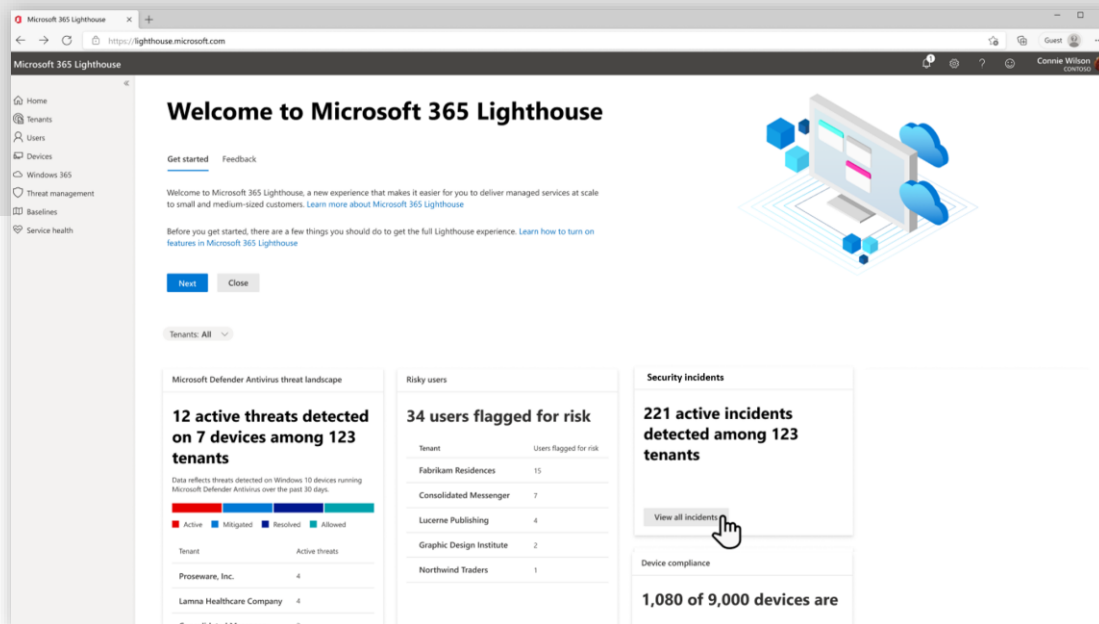 Microsoft 365 Lighthouse
https://lighthouse.microsoft.com
Guest
Microsoft 365 Lighthouse
1
Connie Wilson
CONTOSO
Home
Tenants
Users
Devices
Windows 365
Threat management
Baselines
Service health
Welcome to Microsoft 365 Lighthouse
Get started Feedback
Welcome to Microsoft 365 Lighthouse, a new experience that makes it easier for you to deliver managed services at scale
to small and medium-sized customers. Learn more about Microsoft 365 Lighthouse
Before you get started, there are a few things you should do to get the full Lighthouse experience. Learn how to turn on
features in Microsoft 365 Lighthouse
Next Close
Tenants: All
Microsoft Defender Antivirus threat landscape
12 active threats detected
on 7 devices among 123
tenants
Data reflects threats detected on Windows 10 devices running
Microsoft Defender Antivirus over the past 30 days.
Active Mitigated Resolved Allowed
Tenant Active threats
Proseware, Inc. 4
Lamna Healthcare Company 4
Risky users
34 users flagged for risk
Tenant Users flagged for risk
Fabrikam Residences 15
Consolidated Messenger 7
Lucerne Publishing 4
Graphic Design Institute 2
Northwind Traders 1
Security incidents
221 active incidents
detected among 123
tenants
View all incidents
Device compliance
1,080 of 9,000 devices are